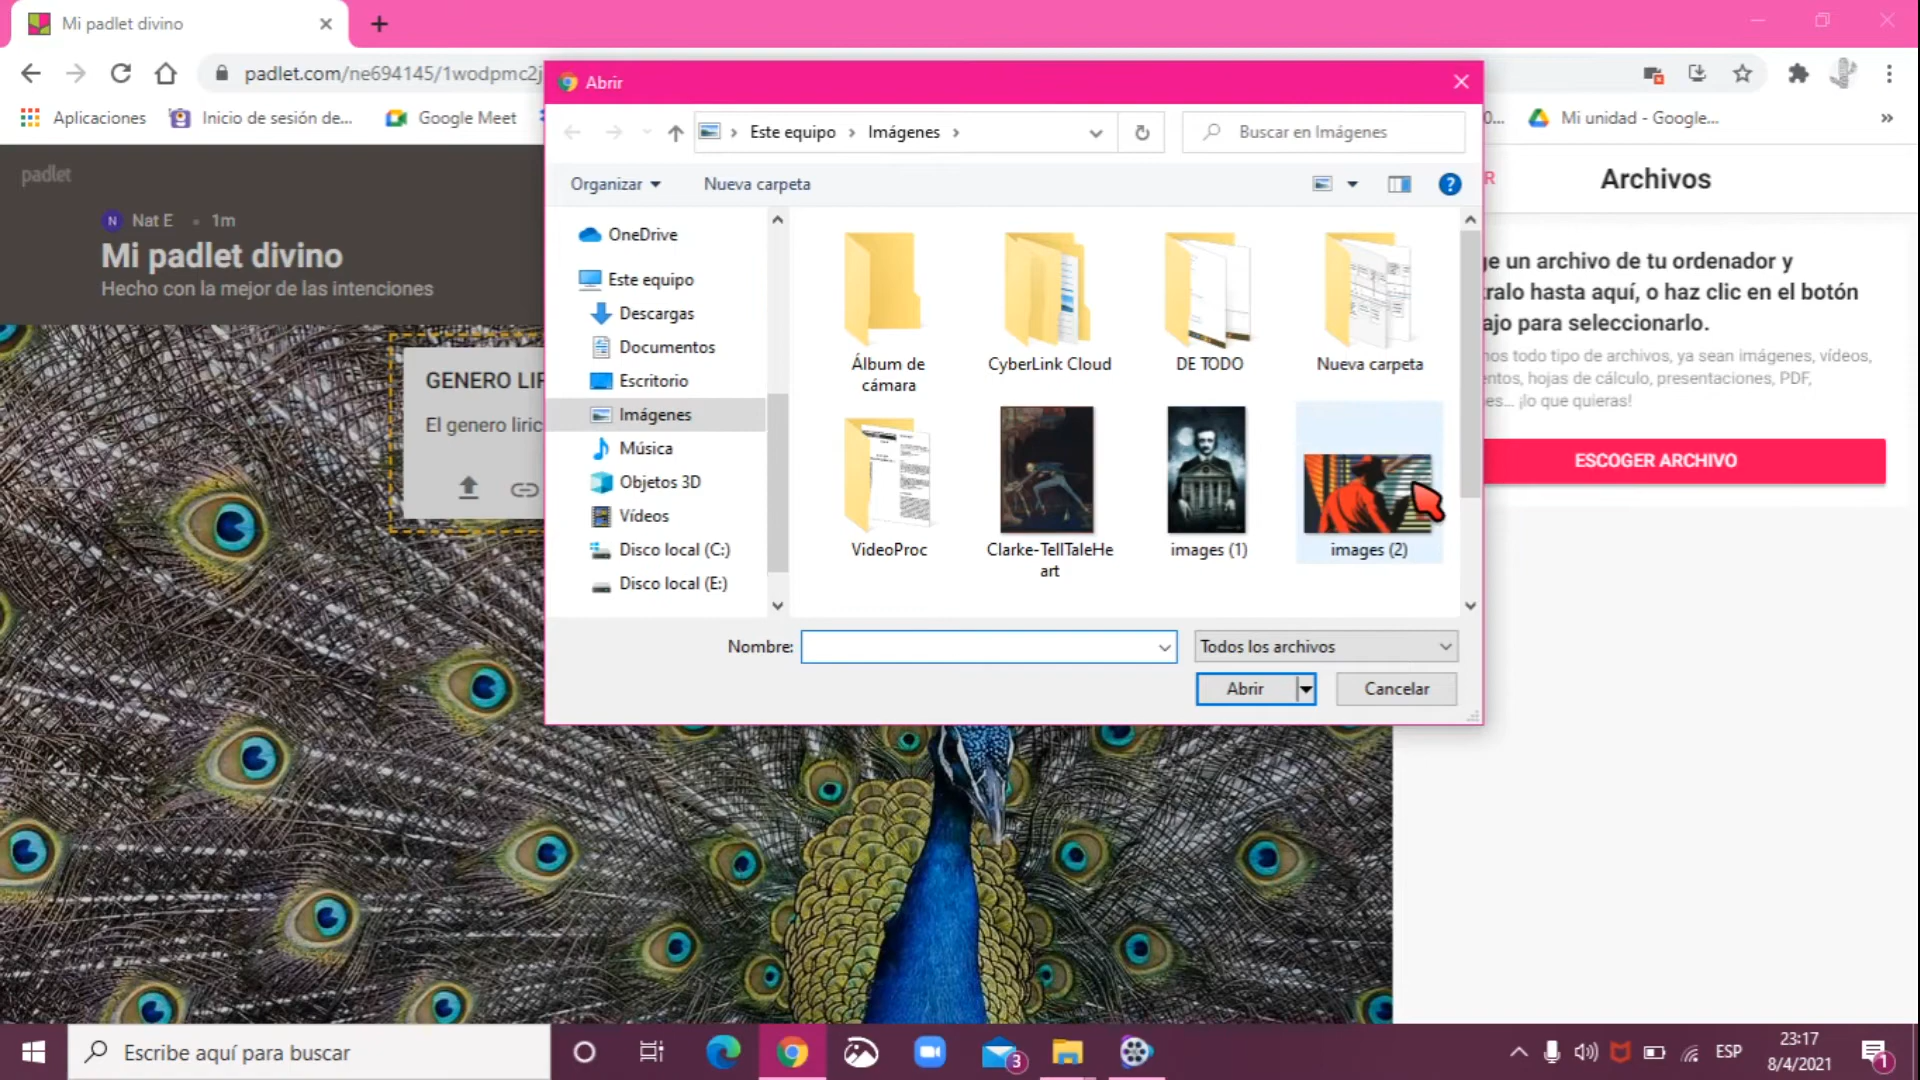 Mi padlet divino
padlet.com/ne694145/1wodpmc2j
Aplicaciones
Inicio de sesión de...
Google Meet
0...
Mi unidad - Google...
»
padlet
N Nat E • 1m
Mi padlet divino
Hecho con la mejor de las intenciones
GENERO LIR
El genero liric
Abrir
Este equipo > Imágenes >
Buscar en Imágenes
Organizar
Nueva carpeta
OneDrive
Este equipo
Descargas
Documentos
Escritorio
Imágenes
Música
Objetos 3D
Vídeos
Disco local (C:)
Disco local (E:)
Álbum de
cámara
CyberLink Cloud
DE TODO
Nueva carpeta
VideoProc
Clarke-TellTaleHe
art
images (1)
images (2)
Nombre:
Todos los archivos
Abrir
Cancelar
R
Archivos
ge un archivo de tu ordenador y
tralo hasta aquí, o haz clic en el botón
ajo para seleccionarlo.
nos todo tipo de archivos, ya sean imágenes, vídeos,
entos, hojas de cálculo, presentaciones, PDF,
es... ¡lo que quieras!
ESCOGER ARCHIVO
Escribe aquí para buscar
3
ESP
23:17
8/4/2021
1